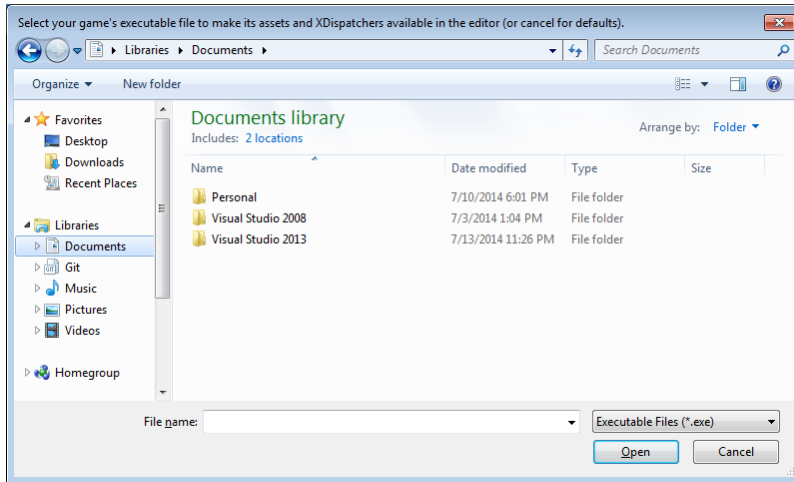 Select your game's executable file to make its assets and XDispatchers available in the editor (or cancel for defaults).
Libraries Documents Search Documents
Organize New folder
Favorites
Desktop
Downloads
Recent Places
Libraries
Documents
Git
Music
Pictures
Videos
Homegroup
Documents library
Includes: 2 locations
Arrange by: Folder
Name Date modified Type Size
Personal 7/10/2014 6:01 PM File folder
Visual Studio 2008 7/3/2014 1:04 PM File folder
Visual Studio 2013 7/13/2014 11:26 PM File folder
File name: Executable Files (*.exe)
Open Cancel